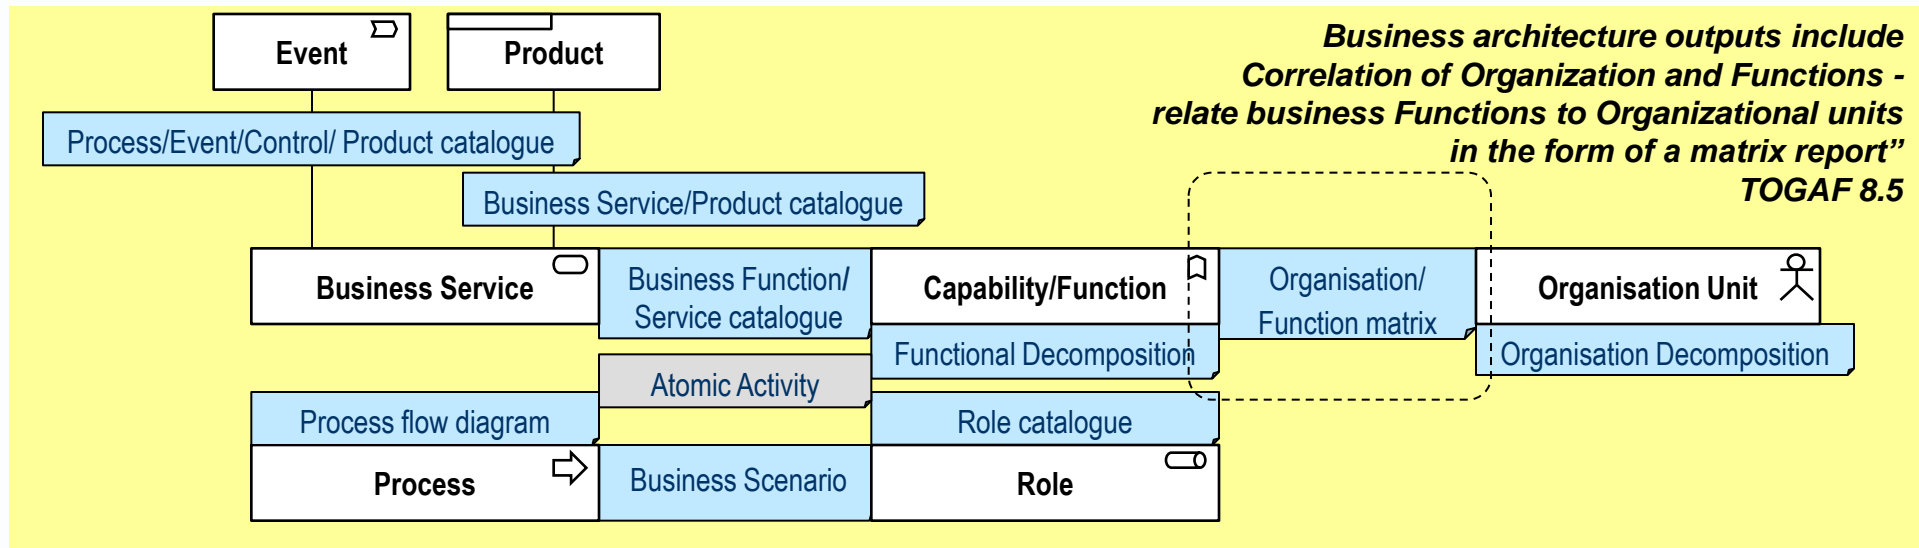 Event
Product
Business architecture outputs include
Correlation of Organization and Functions -
relate business Functions to Organizational units
in the form of a matrix report”
TOGAF 8.5
Process/Event/Control/ Product catalogue
Business Service/Product catalogue
Business Service
Business Function/
Service catalogue
Capability/Function
Organisation/
Function matrix
Organisation Unit
Functional Decomposition
Organisation Decomposition
Atomic Activity
Process flow diagram
Role catalogue
Process
Business Scenario
Role